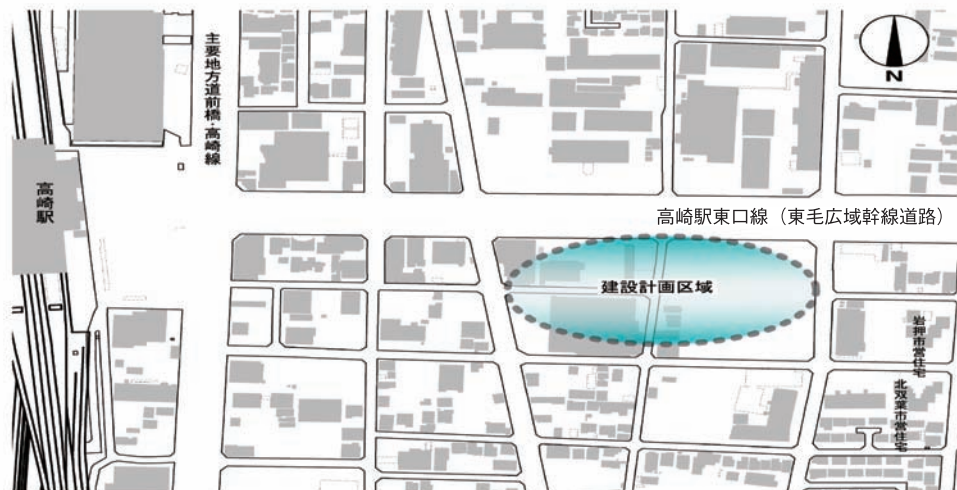 主要地方道前橋・高崎線
N
高崎駅
高崎駅東口線（東毛広域幹線道路）
建設計画区域
岩押市営住宅
北双葉市営住宅